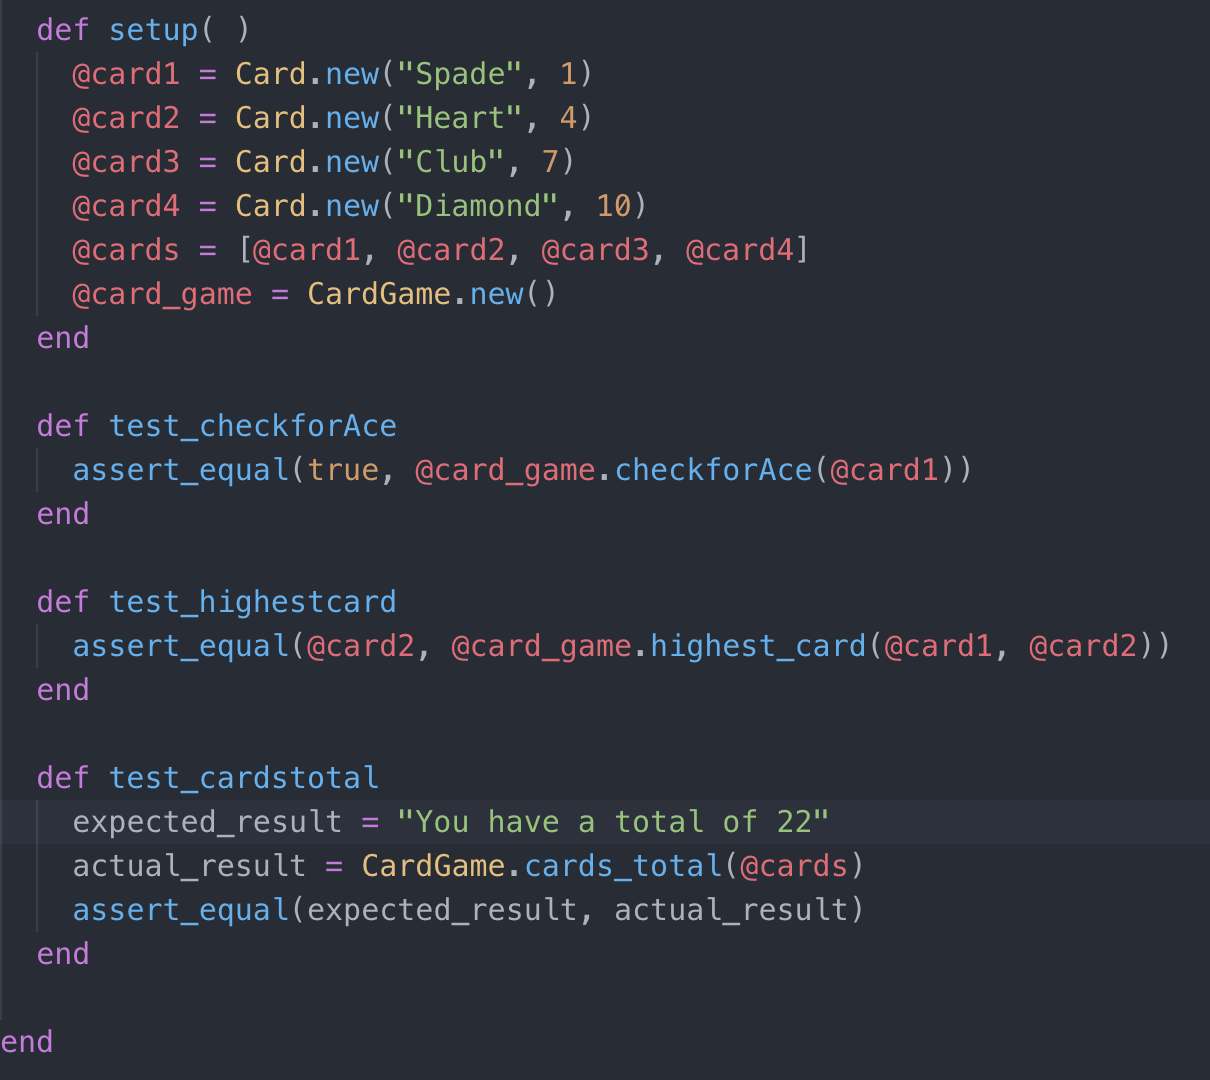 def setup( )
@card1 = Card.new("Spade", 1)
@card2 = Card.new("Heart", 4)
@card3 = Card.new("Club", 7)
@card4 = Card.new("Diamond", 10)
@cards = [@card1, @card2, @card3, @card4]
@card_game = CardGame.new()
end
def test_checkforAce
assert_equal(true, @card_game.checkforAce(@card1))
end
def test_highestcard
assert_equal(@card2, @card_game.highest_card(@card1, @card2))
end
def test_cardstotal
expected_result = "You have a total of 22"
actual_result = CardGame.cards_total(@cards)
assert_equal(expected_result, actual_result)
end
end